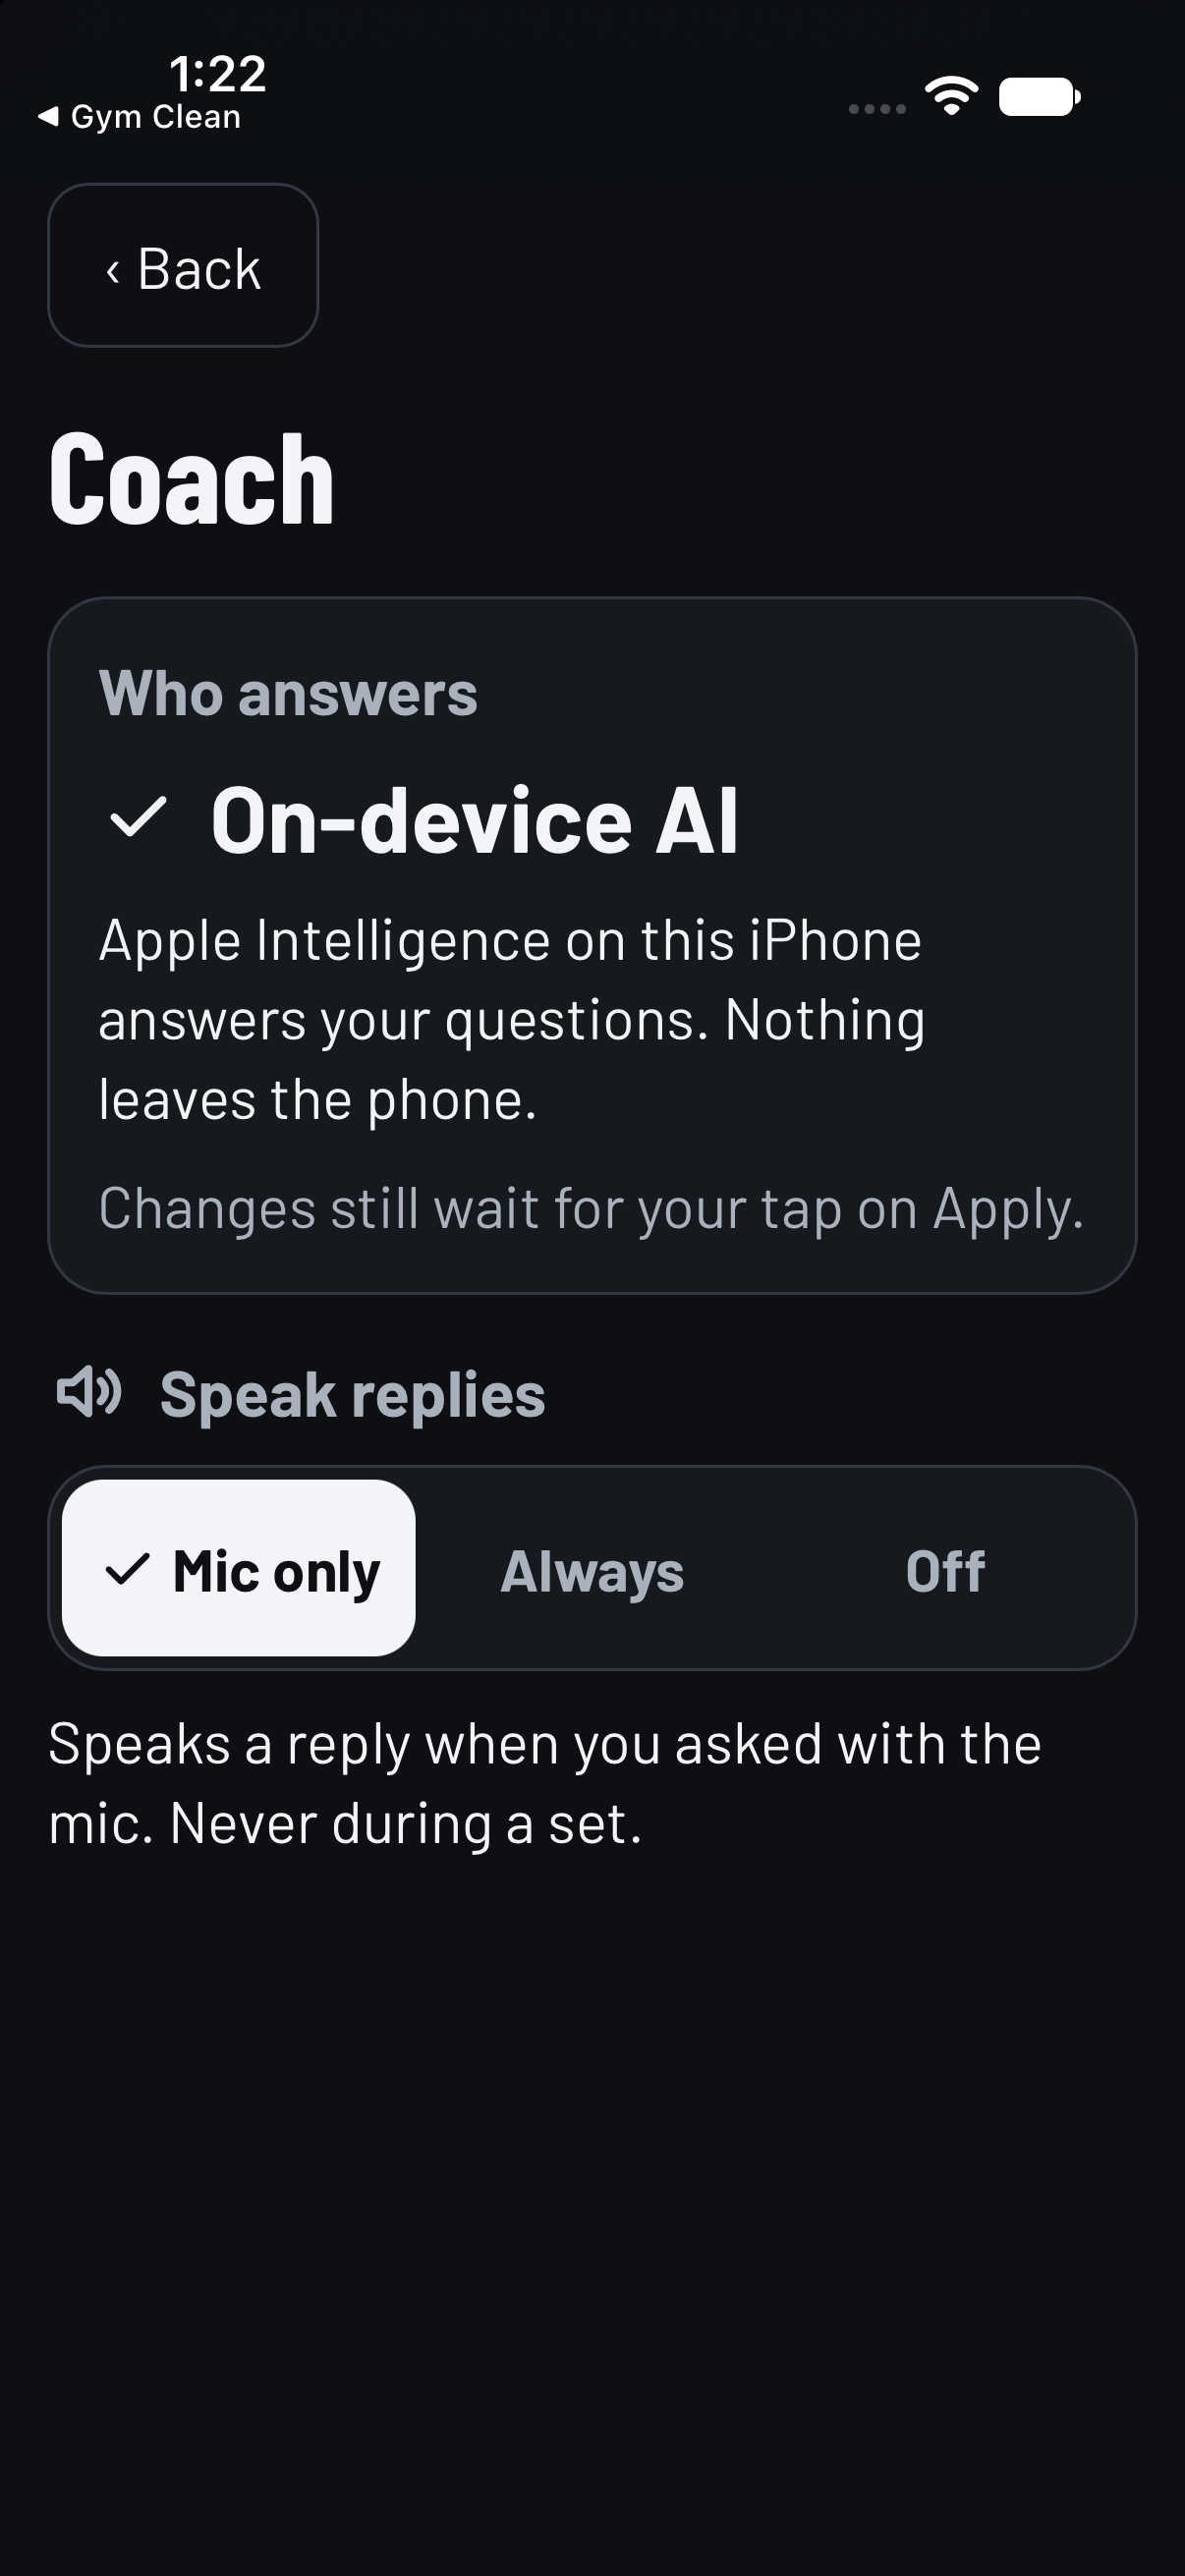 1:22
◀ Gym Clean
‹ Back
Coach
Who answers
On-device AI
Apple Intelligence on this iPhone
answers your questions. Nothing
leaves the phone.
Changes still wait for your tap on Apply.
Speak replies
Mic only
Always
Off
Speaks a reply when you asked with the
mic. Never during a set.